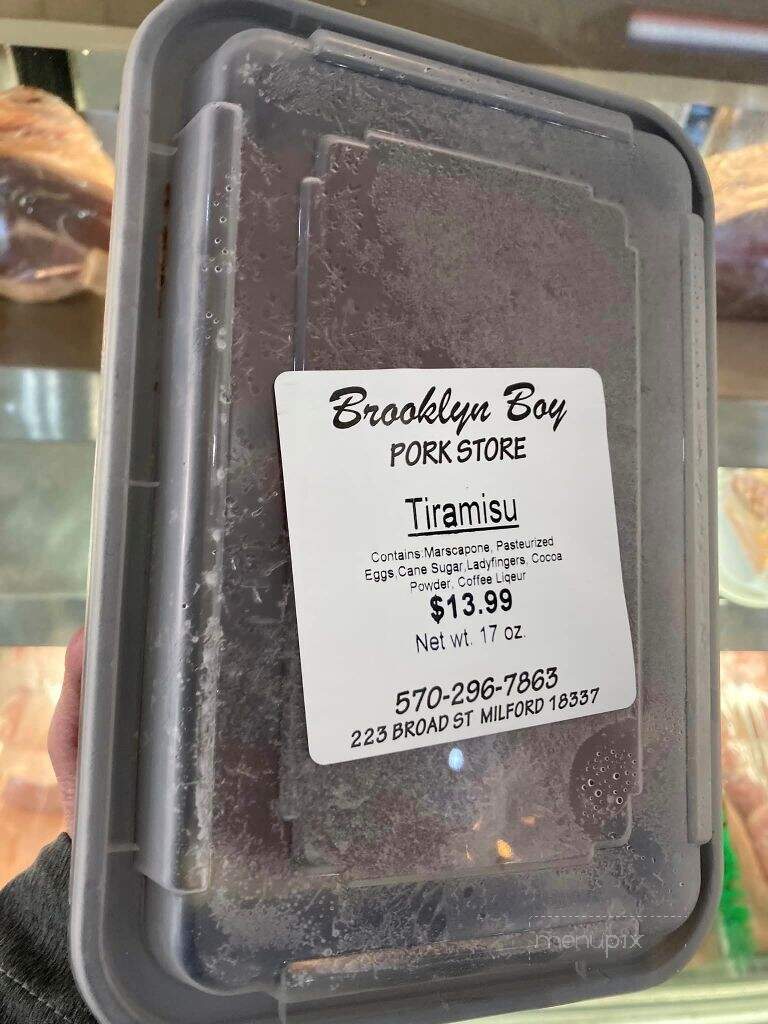 Brooklyn Boy
PORK STORE
Tiramisu
Contains:Marscapone, Pasteurized
Eggs,Cane Sugar,Ladyfingers, Cocoa
Powder, Coffee Liqeur
$13.99
Net wt. 17 oz.
570-296-7863
223 BROAD ST MILFORD 18337
menupix